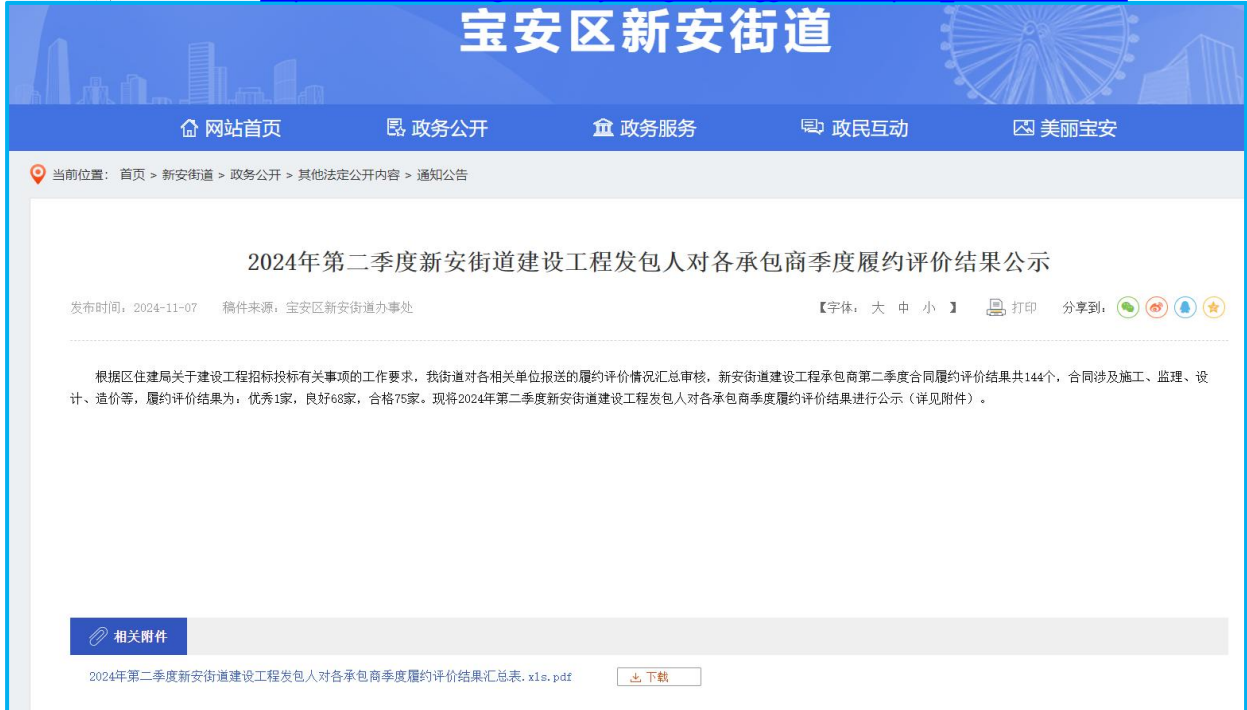 宝安区新安街道
网站首页 政务公开 政务服务 政民互动 美丽宝安
当前位置： 首页 > 新安街道 > 政务公开 > 其他法定公开内容 > 通知公告
2024年第二季度新安街道建设工程发包人对各承包商季度履约评价结果公示
发布时间：2024-11-07 稿件来源：宝安区新安街道办事处 【字体： 大 中 小 】 打印 分享到：
根据区住建局关于建设工程招标投标有关事项的工作要求，我街道对各相关单位报送的履约评价情况汇总审核，新安街道建设工程承包商第二季度合同履约评价结果共144个，合同涉及施工、监理、设
计、造价等，履约评价结果为：优秀1家，良好68家，合格75家。现将2024年第二季度新安街道建设工程发包人对各承包商季度履约评价结果进行公示（详见附件）。
相关附件
2024年第二季度新安街道建设工程发包人对各承包商季度履约评价结果汇总表.xls.pdf 下载